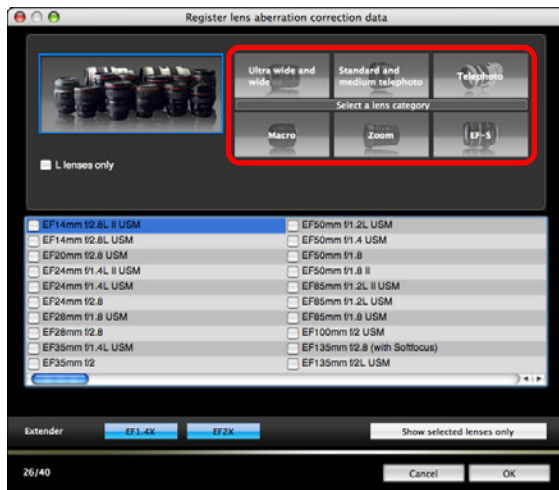 Register lens aberration correction data
Ultra wide and wide
Standard and medium telephoto
Telephoto
Select a lens category
Macro
Zoom
EF-S
L lenses only
EF14mm f/2.8L II USM
EF14mm f/2.8L USM
EF20mm f/2.8 USM
EF24mm f/1.4L II USM
EF24mm f/1.4L USM
EF24mm f/2.8
EF28mm f/1.8 USM
EF28mm f/2.8
EF35mm f/1.4L USM
EF35mm f/2
EF50mm f/1.2L USM
EF50mm f/1.4 USM
EF50mm f/1.8
EF50mm f/1.8 II
EF85mm f/1.2L II USM
EF85mm f/1.2L USM
EF85mm f/1.8 USM
EF100mm f/2 USM
EF135mm f/2.8 (with Softfocus)
EF135mm f/2L USM
Extender
EF1.4X
EF2X
Show selected lenses only
26/40
Cancel
OK